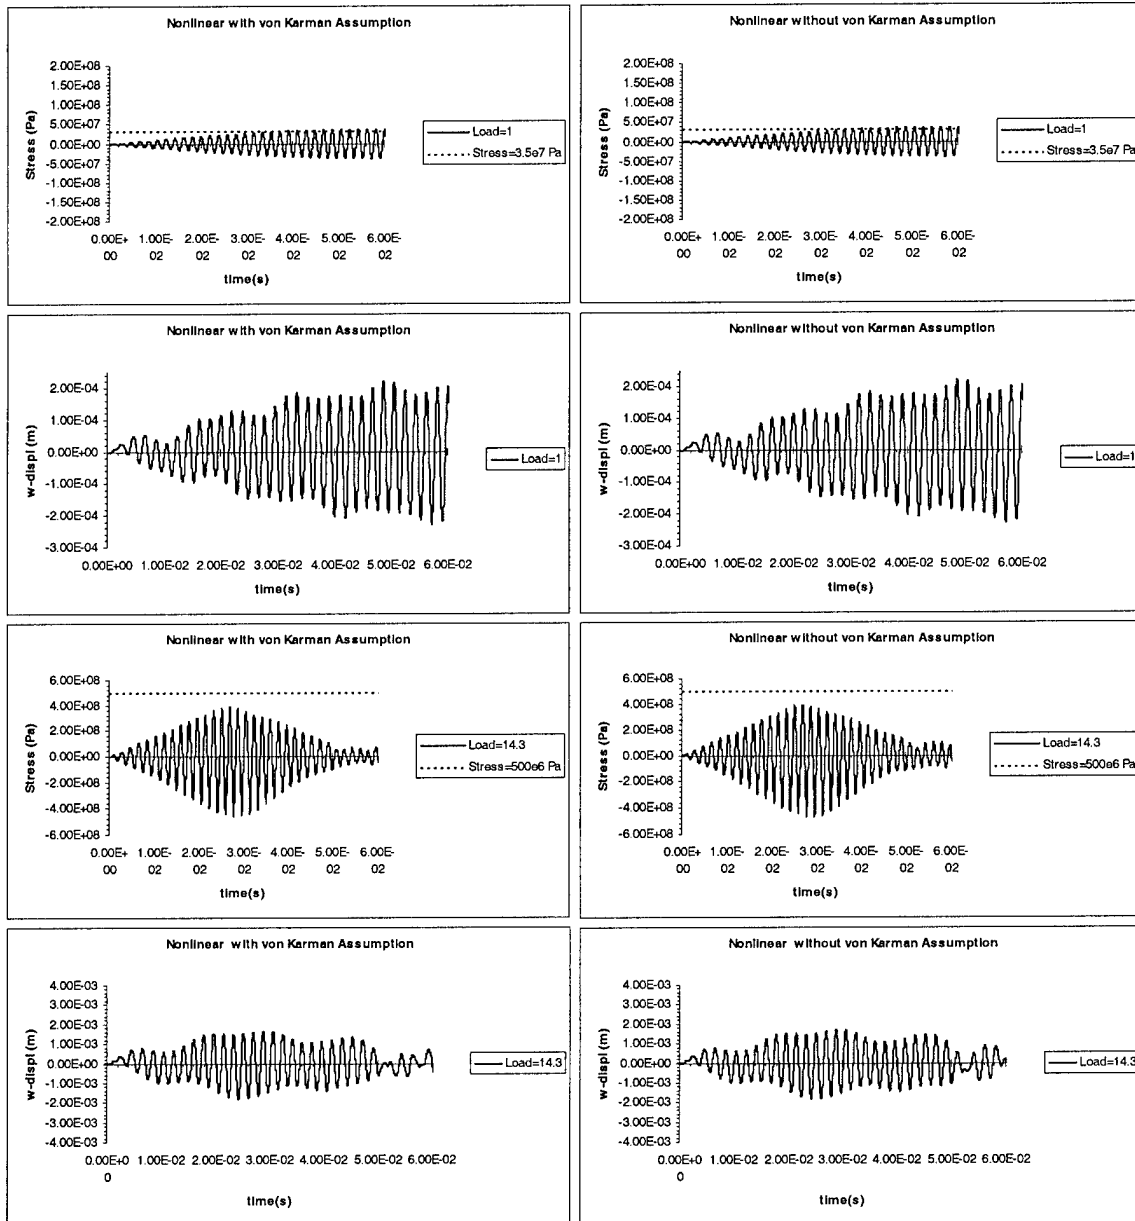 Nonlinear with von Karman Assumption
Stress (Pa)
2.00E+08
1.50E+08
1.00E+08
5.00E+07
0.00E+00
-5.00E+07
-1.00E+08
-1.50E+08
-2.00E+08
0.00E+ 1.00E- 2.00E- 3.00E- 4.00E- 5.00E- 6.00E-
00 02 02 02 02 02 02
time(s)
Load=1
Stress=3.5e7 Pa
Nonlinear without von Karman Assumption
Stress (Pa)
2.00E+08
1.50E+08
1.00E+08
5.00E+07
0.00E+00
-5.00E+07
-1.00E+08
-1.50E+08
-2.00E+08
0.00E+ 1.00E- 2.00E- 3.00E- 4.00E- 5.00E- 6.00E-
00 02 02 02 02 02 02
time(s)
Load=1
Stress=3.5e7 Pa
Nonlinear with von Karman Assumption
w-displ (m)
2.00E-04
1.00E-04
0.00E+00
-1.00E-04
-2.00E-04
-3.00E-04
0.00E+00 1.00E-02 2.00E-02 3.00E-02 4.00E-02 5.00E-02 6.00E-02
time(s)
Load=1
Nonlinear without von Karman Assumption
w-displ (m)
2.00E-04
1.00E-04
0.00E+00
-1.00E-04
-2.00E-04
-3.00E-04
0.00E+00 1.00E-02 2.00E-02 3.00E-02 4.00E-02 5.00E-02 6.00E-02
time(s)
Load=1
Nonlinear with von Karman Assumption
Stress (Pa)
6.00E+08
4.00E+08
2.00E+08
0.00E+00
-2.00E+08
-4.00E+08
-6.00E+08
0.00E+ 1.00E- 2.00E- 3.00E- 4.00E- 5.00E- 6.00E-
00 02 02 02 02 02 02
time(s)
Load=14.3
Stress=500e6 Pa
Nonlinear without von Karman Assumption
Stress (Pa)
6.00E+08
4.00E+08
2.00E+08
0.00E+00
-2.00E+08
-4.00E+08
-6.00E+08
0.00E+ 1.00E- 2.00E- 3.00E- 4.00E- 5.00E- 6.00E-
00 02 02 02 02 02 02
time(s)
Load=14.3
Stress=500e6 Pa
Nonlinear with von Karman Assumption
w-displ (m)
4.00E-03
3.00E-03
2.00E-03
1.00E-03
0.00E+00
-1.00E-03
-2.00E-03
-3.00E-03
-4.00E-03
0.00E+0 1.00E-02 2.00E-02 3.00E-02 4.00E-02 5.00E-02 6.00E-02
0
time(s)
Load=14.3
Nonlinear without von Karman Assumption
w-displ (m)
4.00E-03
3.00E-03
2.00E-03
1.00E-03
0.00E+00
-1.00E-03
-2.00E-03
-3.00E-03
-4.00E-03
0.00E+0 1.00E-02 2.00E-02 3.00E-02 4.00E-02 5.00E-02 6.00E-02
0
time(s)
Load=14.3